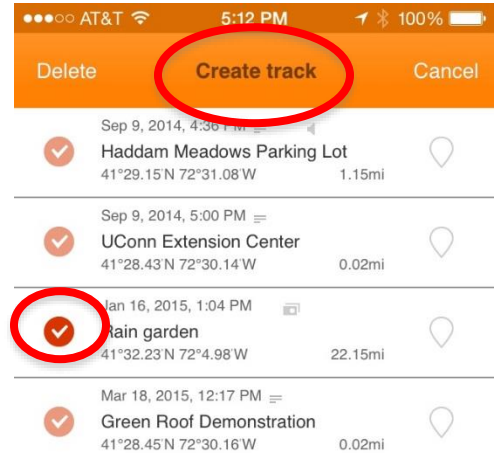 AT&T 5:12 PM 100%
Delete Create track Cancel
Sep 9, 2014, 4:36 PM
Haddam Meadows Parking Lot
41°29.15'N 72°31.08'W 1.15mi
Sep 9, 2014, 5:00 PM
UConn Extension Center
41°28.43'N 72°30.14'W 0.02mi
Jan 16, 2015, 1:04 PM
Rain garden
41°32.23'N 72°4.98'W 22.15mi
Mar 18, 2015, 12:17 PM
Green Roof Demonstration
41°28.45'N 72°30.16'W 0.02mi